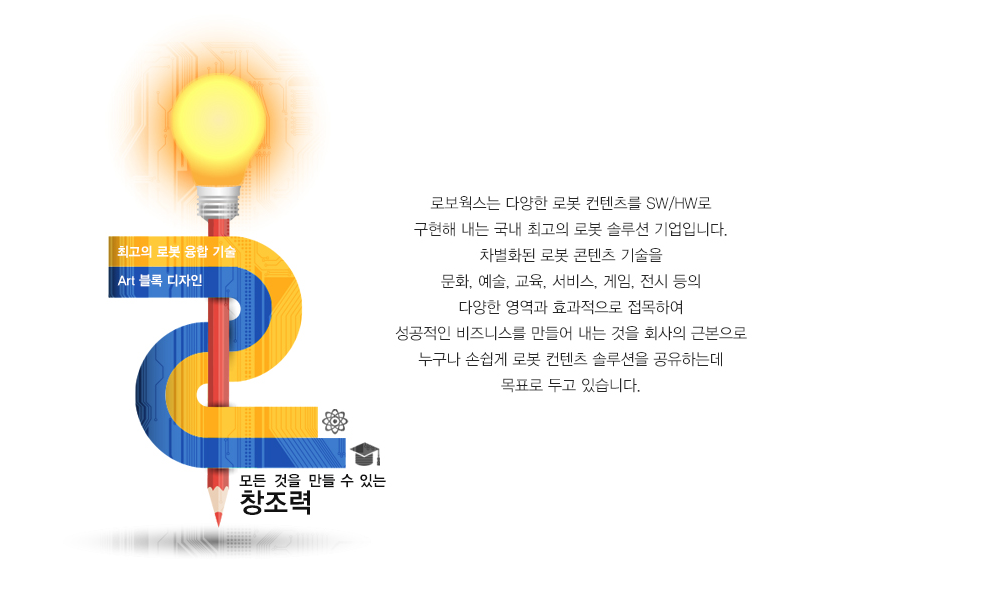 최고의 로봇 융합 기술
Art 블록 디자인
모든 것을 만들 수 있는
창조력
로보웍스는 다양한 로봇 컨텐츠를 SW/HW로
구현해 내는 국내 최고의 로봇 솔루션 기업입니다.
차별화된 로봇 콘텐츠 기술을
문화, 예술, 교육, 서비스, 게임, 전시 등의
다양한 영역과 효과적으로 접목하여
성공적인 비즈니스를 만들어 내는 것을 회사의 근본으로
누구나 손쉽게 로봇 컨텐츠 솔루션을 공유하는데
목표로 두고 있습니다.